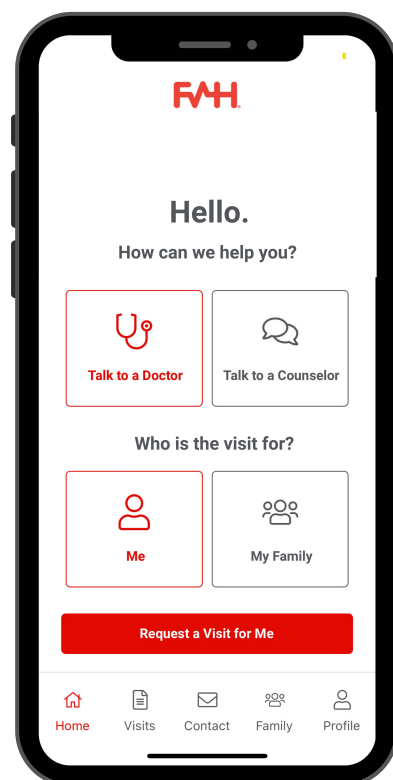 FAH
Hello.
How can we help you?
Talk to a Doctor
Talk to a Counselor
Who is the visit for?
Me
My Family
Request a Visit for Me
Home
Visits
Contact
Family
Profile